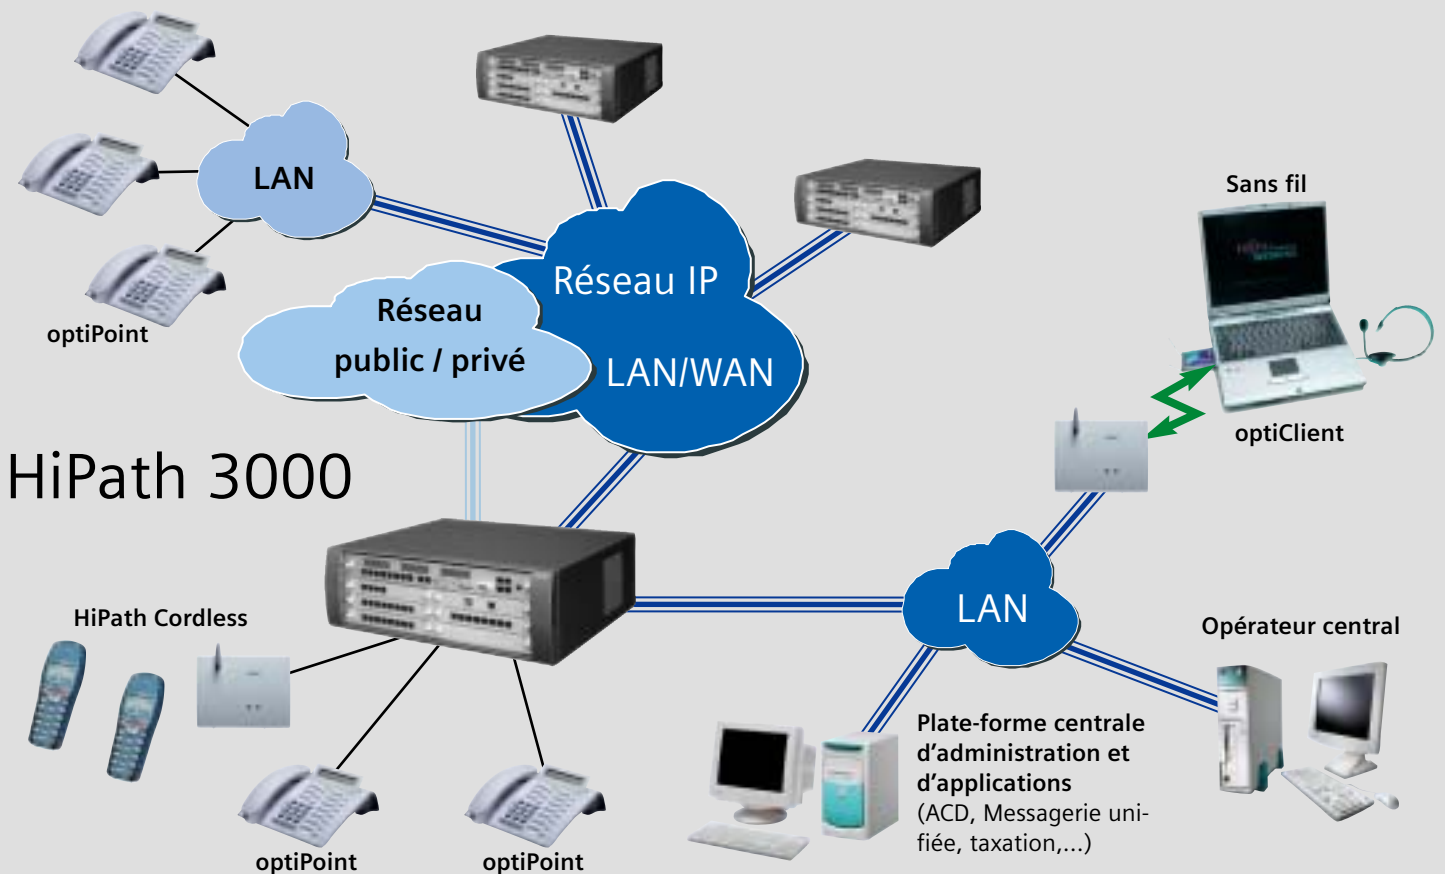 LAN
Sans fil
Réseau IP
LAN/WAN
Réseau
public / privé
optiPoint
optiClient
HiPath 3000
LAN
HiPath Cordless
Opérateur central
Plate-forme centrale
d’administration et
d’applications
(ACD, Messagerie uni-
fiée, taxation,...)
optiPoint
optiPoint